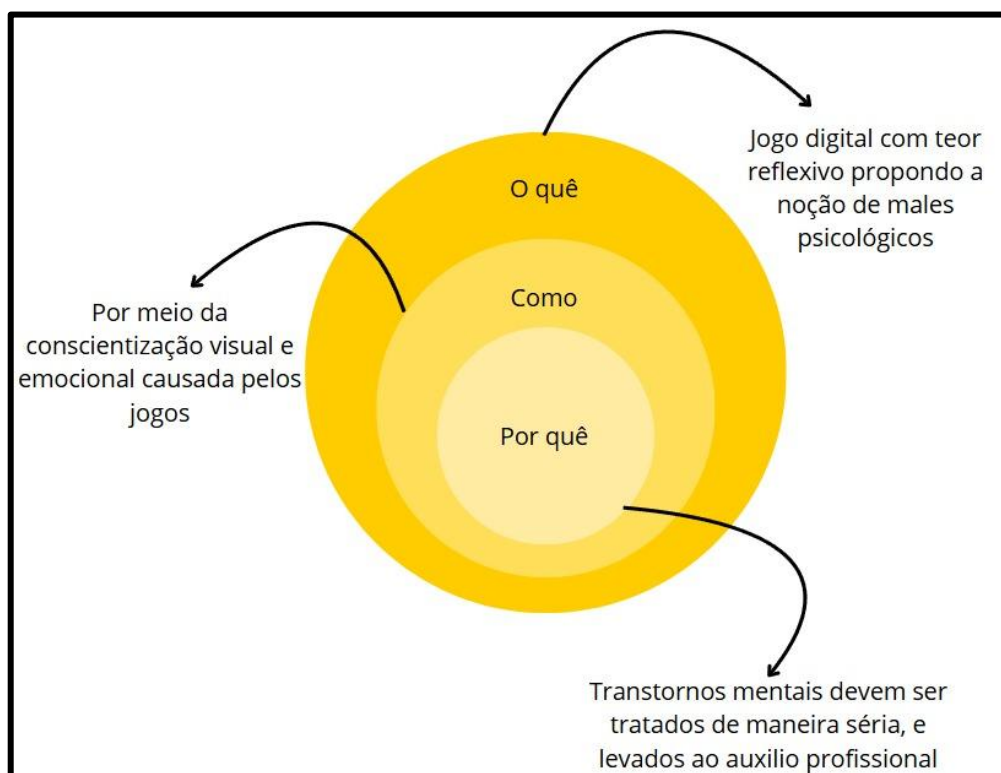 Jogo digital com teor
reflexivo propondo a
noção de males
psicológicos
O quê
Como
Por meio da
conscientização visual e
emocional causada pelos
jogos
Por quê
Transtornos mentais devem ser
tratados de maneira séria, e
levados ao auxilio profissional